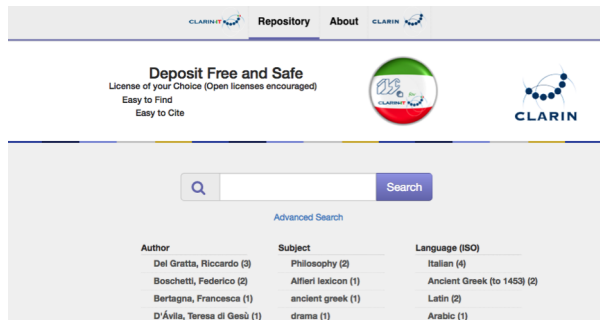 CLARIN-IT Repository About CLARIN
Deposit Free and Safe
License of your Choice (Open licenses encouraged)
Easy to Find
Easy to Cite
CLARIN-IT
CLARIN
Search
Advanced Search
Author Subject Language (ISO)
Del Gratta, Riccardo (3) Philosophy (2) Italian (4)
Boschetti, Federico (2) Alfieri lexicon (1) Ancient Greek (to 1453) (2)
Bertagna, Francesca (1) ancient greek (1) Latin (2)
D'Ávila, Teresa di Gesù (1) drama (1) Arabic (1)